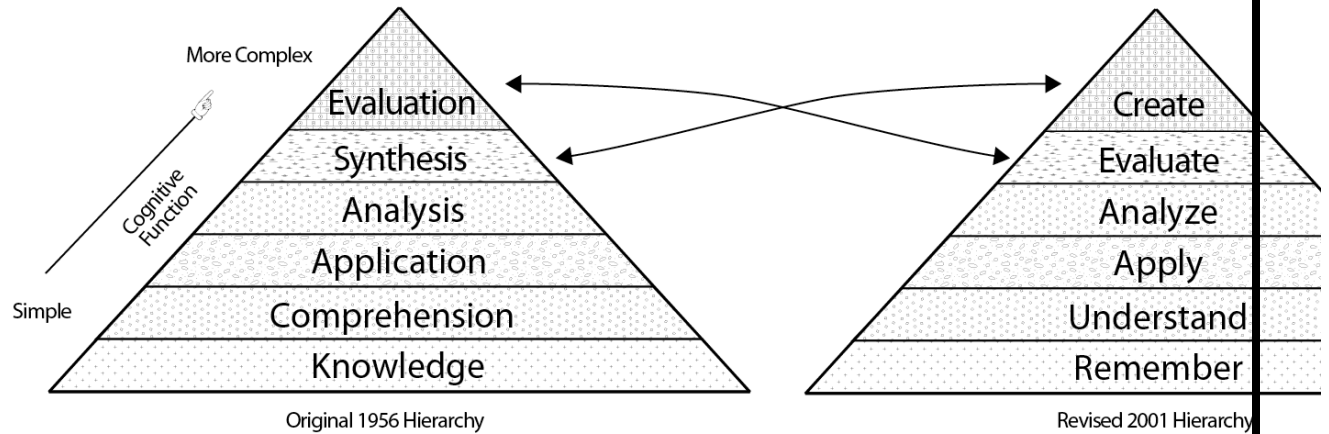 More Complex
Cognitive
Function
Simple
Evaluation
Synthesis
Analysis
Application
Comprehension
Knowledge
Original 1956 Hierarchy
Create
Evaluate
Analyze
Apply
Understand
Remember
Revised 2001 Hierarchy